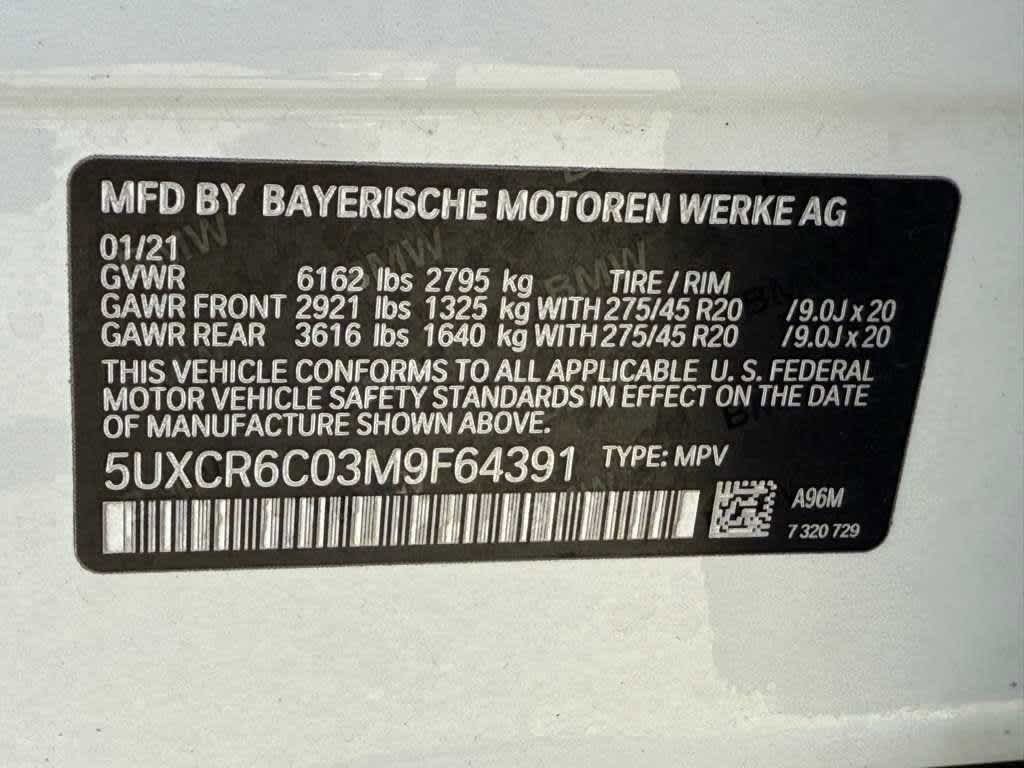 MFD BY BAYERISCHE MOTOREN WERKE AG
01/21
GVWR 6162 lbs 2795 kg TIRE / RIM
GAWR FRONT 2921 lbs 1325 kg WITH 275/45 R20 /9.0J x 20
GAWR REAR 3616 lbs 1640 kg WITH 275/45 R20 /9.0J x 20
THIS VEHICLE CONFORMS TO ALL APPLICABLE U. S. FEDERAL
MOTOR VEHICLE SAFETY STANDARDS IN EFFECT ON THE DATE
OF MANUFACTURE SHOWN ABOVE.
5UXCR6C03M9F64391 TYPE: MPV
A96M
7 320 729